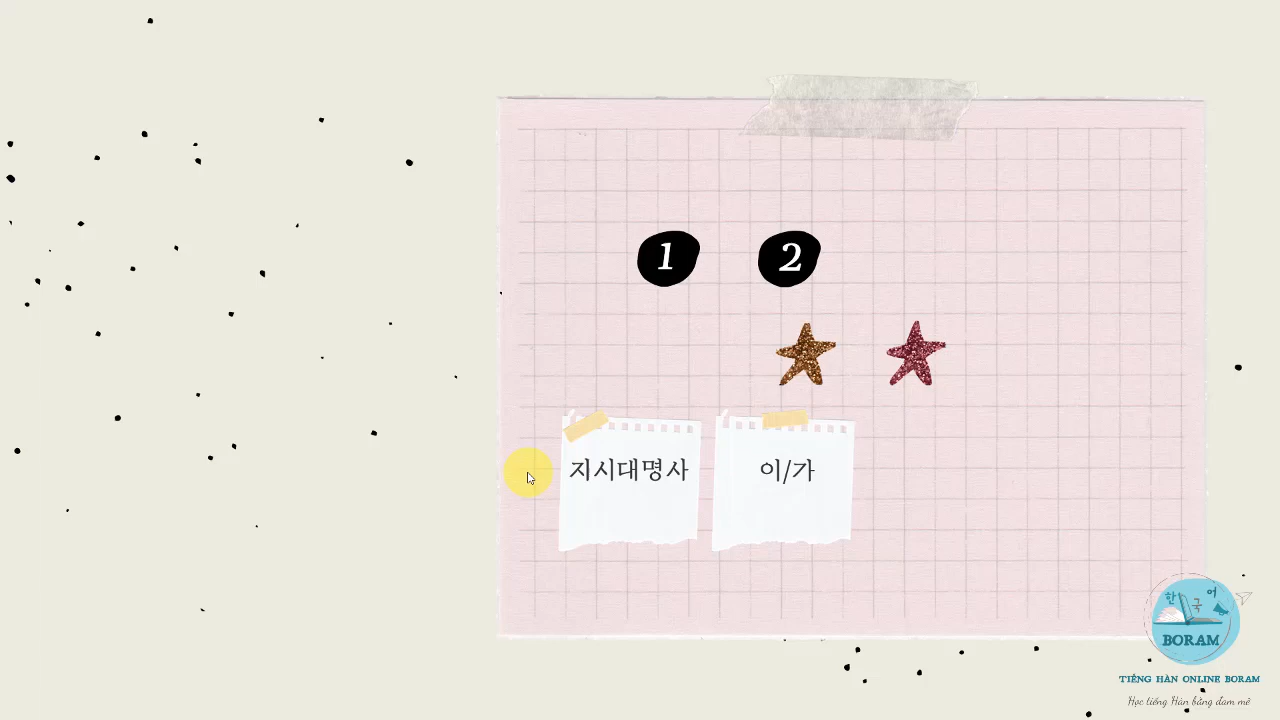 1 2
지시대명사 이/가
한 국 어
BORAM
TIẾNG HÀN ONLINE BORAM
Học tiếng Hàn bằng đam mê